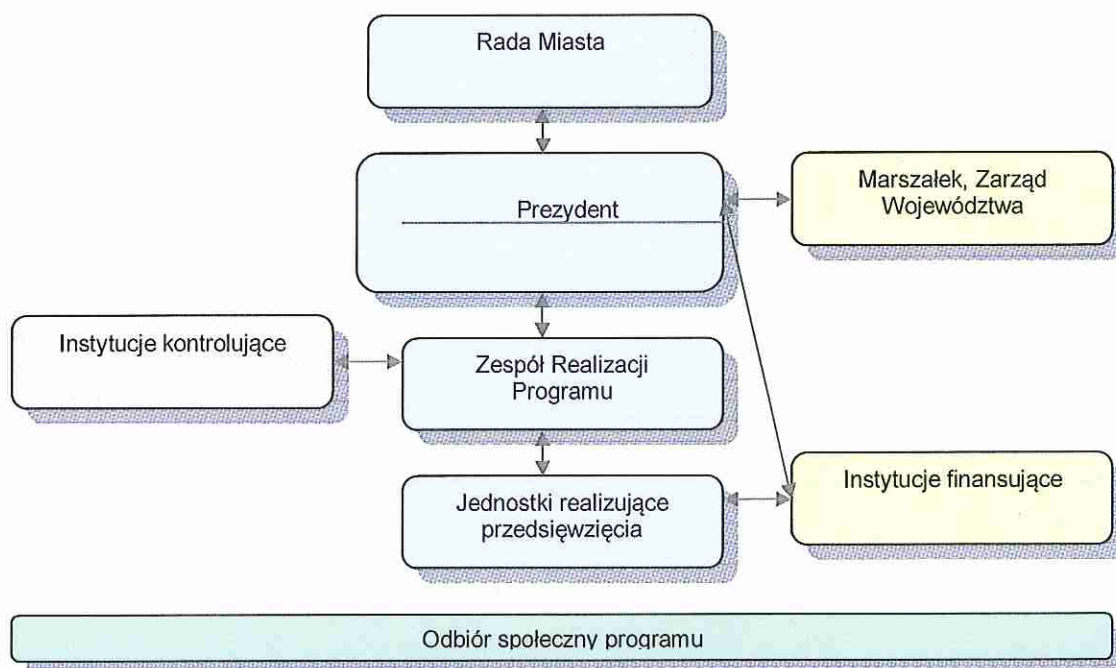 Rada Miasta
Prezydent
Marszałek, Zarząd
Województwa
Instytucje kontrolujące
Zespół Realizacji
Programu
Jednostki realizujące
przedsięwzięcia
Instytucje finansujące
Odbiór społeczny programu